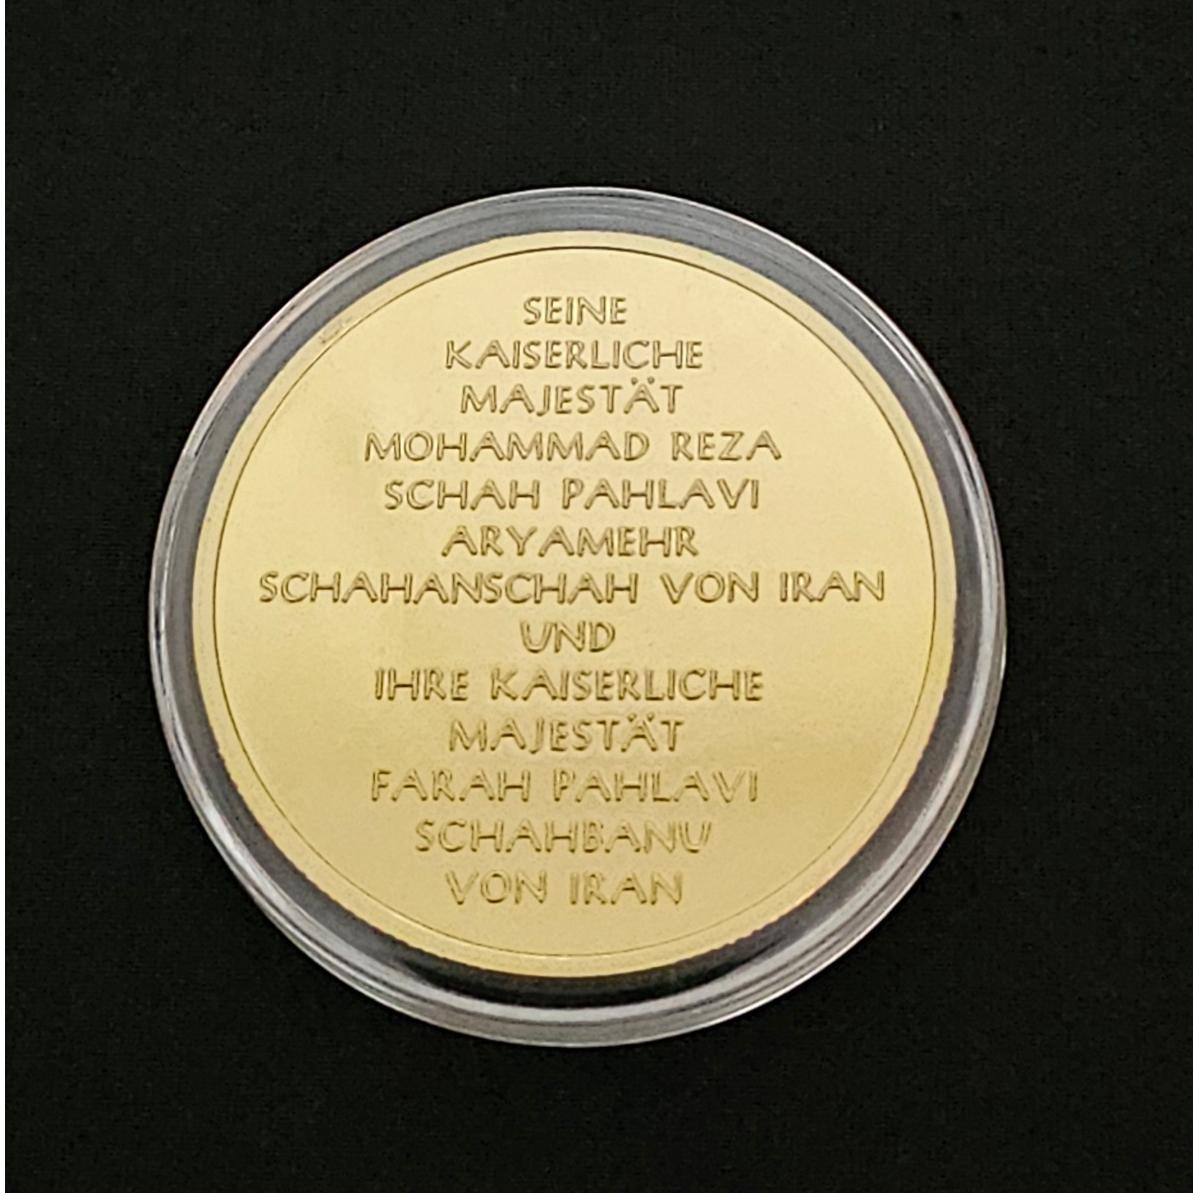 SEINE
KAISERLICHE
MAJESTÄT
MOHAMMAD REZA
SCHAH PAHLAVI
ARYAMEHR
SCHAHANSCHAH VON IRAN
UND
IHRE KAISERLICHE
MAJESTÄT
FARAH PAHLAVI
SCHAHBANU
VON IRAN